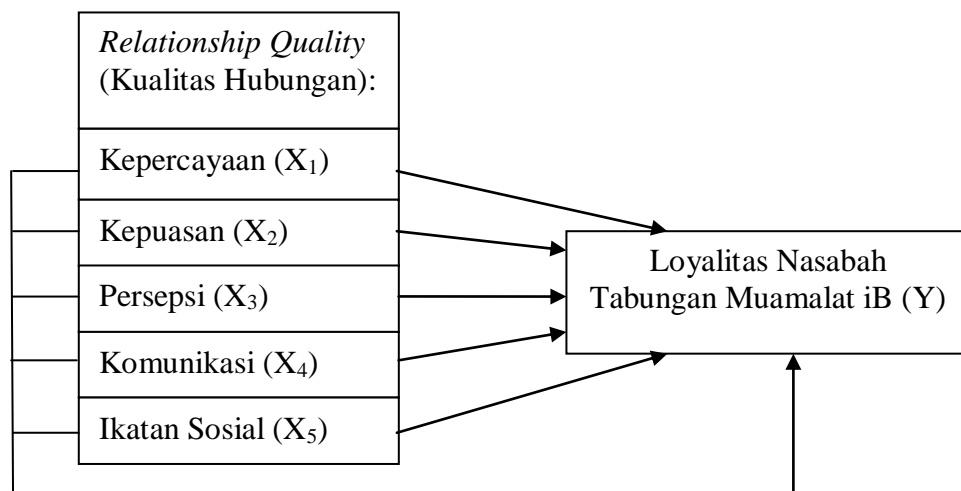 Relationship Quality
(Kualitas Hubungan):
Kepercayaan (X₁)
Kepuasan (X₂)
Persepsi (X₃)
Komunikasi (X₄)
Ikatan Sosial (X₅)
Loyalitas Nasabah
Tabungan Muamalat iB (Y)